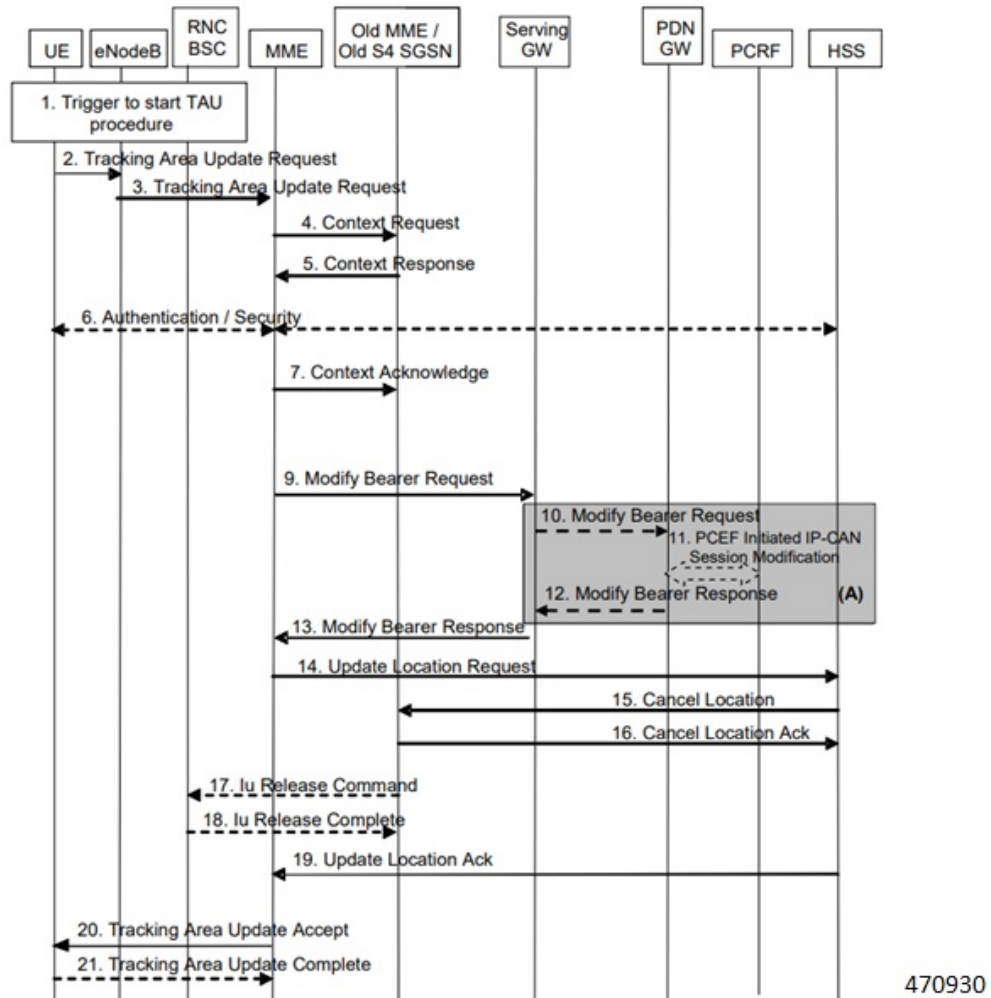 UE
eNodeB
RNC
BSC
MME
Old MME /
Old S4 SGSN
Serving
GW
PDN
GW
PCRF
HSS
1. Trigger to start TAU
procedure
2. Tracking Area Update Request
3. Tracking Area Update Request
4. Context Request
5. Context Response
6. Authentication / Security
7. Context Acknowledge
9. Modify Bearer Request
10. Modify Bearer Request
11. PCEF Initiated IP-CAN
Session Modification
12. Modify Bearer Response
(A)
13. Modify Bearer Response
14. Update Location Request
15. Cancel Location
16. Cancel Location Ack
17. Iu Release Command
18. Iu Release Complete
19. Update Location Ack
20. Tracking Area Update Accept
21. Tracking Area Update Complete
470930